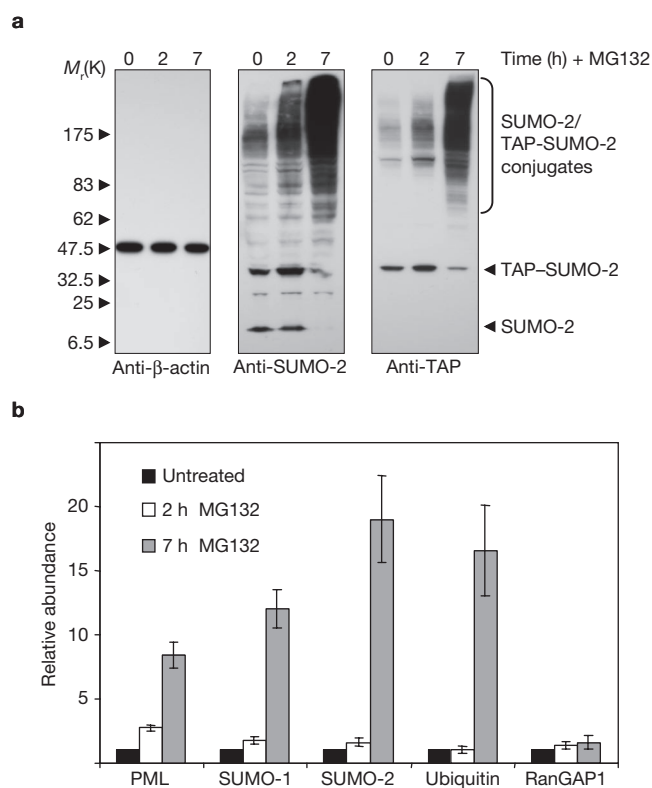 a
0 2 7 0 2 7 0 2 7 Time (h) + MG132
Mr(K)
175
83
62
47.5
32.5
25
6.5
SUMO-2/
TAP-SUMO-2
conjugates
TAP–SUMO-2
SUMO-2
Anti-β-actin Anti-SUMO-2 Anti-TAP
b
Relative abundance
20
15
10
5
Untreated
2 h MG132
7 h MG132
PML SUMO-1 SUMO-2 Ubiquitin RanGAP1